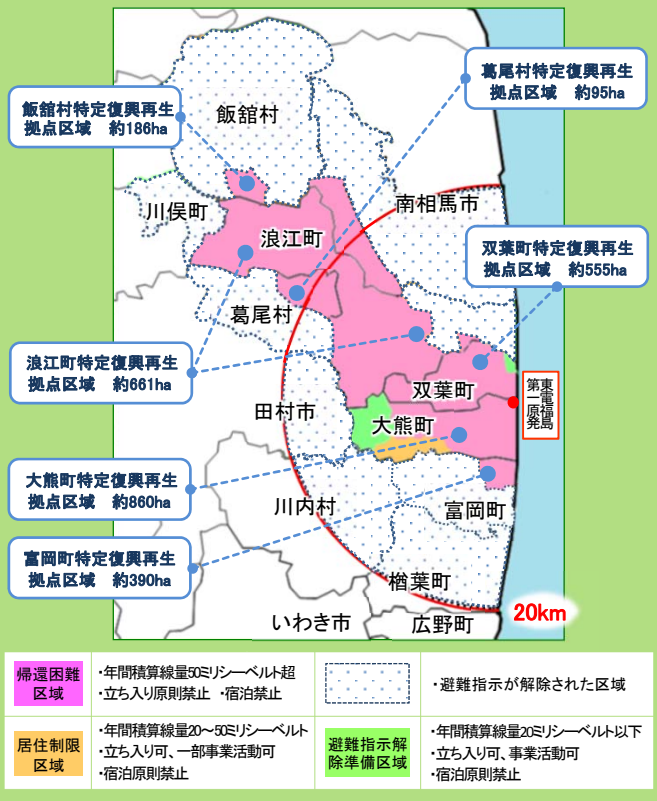 葛尾村特定復興再生
拠点区域 約95ha
飯舘村特定復興再生
拠点区域 約186ha
飯舘村
川俣町
南相馬市
浪江町
双葉町特定復興再生
拠点区域 約555ha
葛尾村
浪江町特定復興再生
拠点区域 約661ha
双葉町
東電福島
第一原発
田村市
大熊町
大熊町特定復興再生
拠点区域 約860ha
川内村
富岡町
富岡町特定復興再生
拠点区域 約390ha
楢葉町
20km
いわき市
広野町
帰還困難
区域
・年間積算線量50ミリシーベルト超
・立ち入り原則禁止 ・宿泊禁止
・避難指示が解除された区域
居住制限
区域
・年間積算線量20~50ミリシーベルト
・立ち入り可、一部事業活動可
・宿泊原則禁止
避難指示解
除準備区域
・年間積算線量20ミリシーベルト以下
・立ち入り可、事業活動可
・宿泊原則禁止